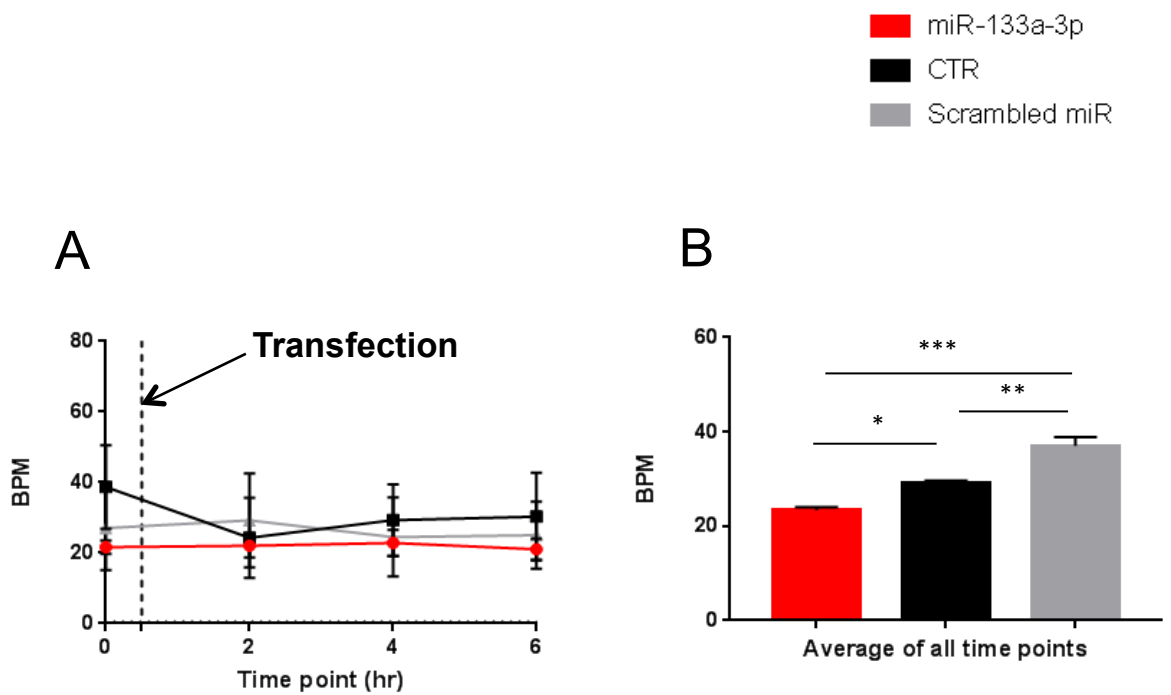 miR-133a-3p
CTR
Scrambled miR
A
B
Transfection
80
60
40
20
0
BPM
0 2 4 6
Time point (hr)
60
40
20
0
BPM
***
**
*
Average of all time points